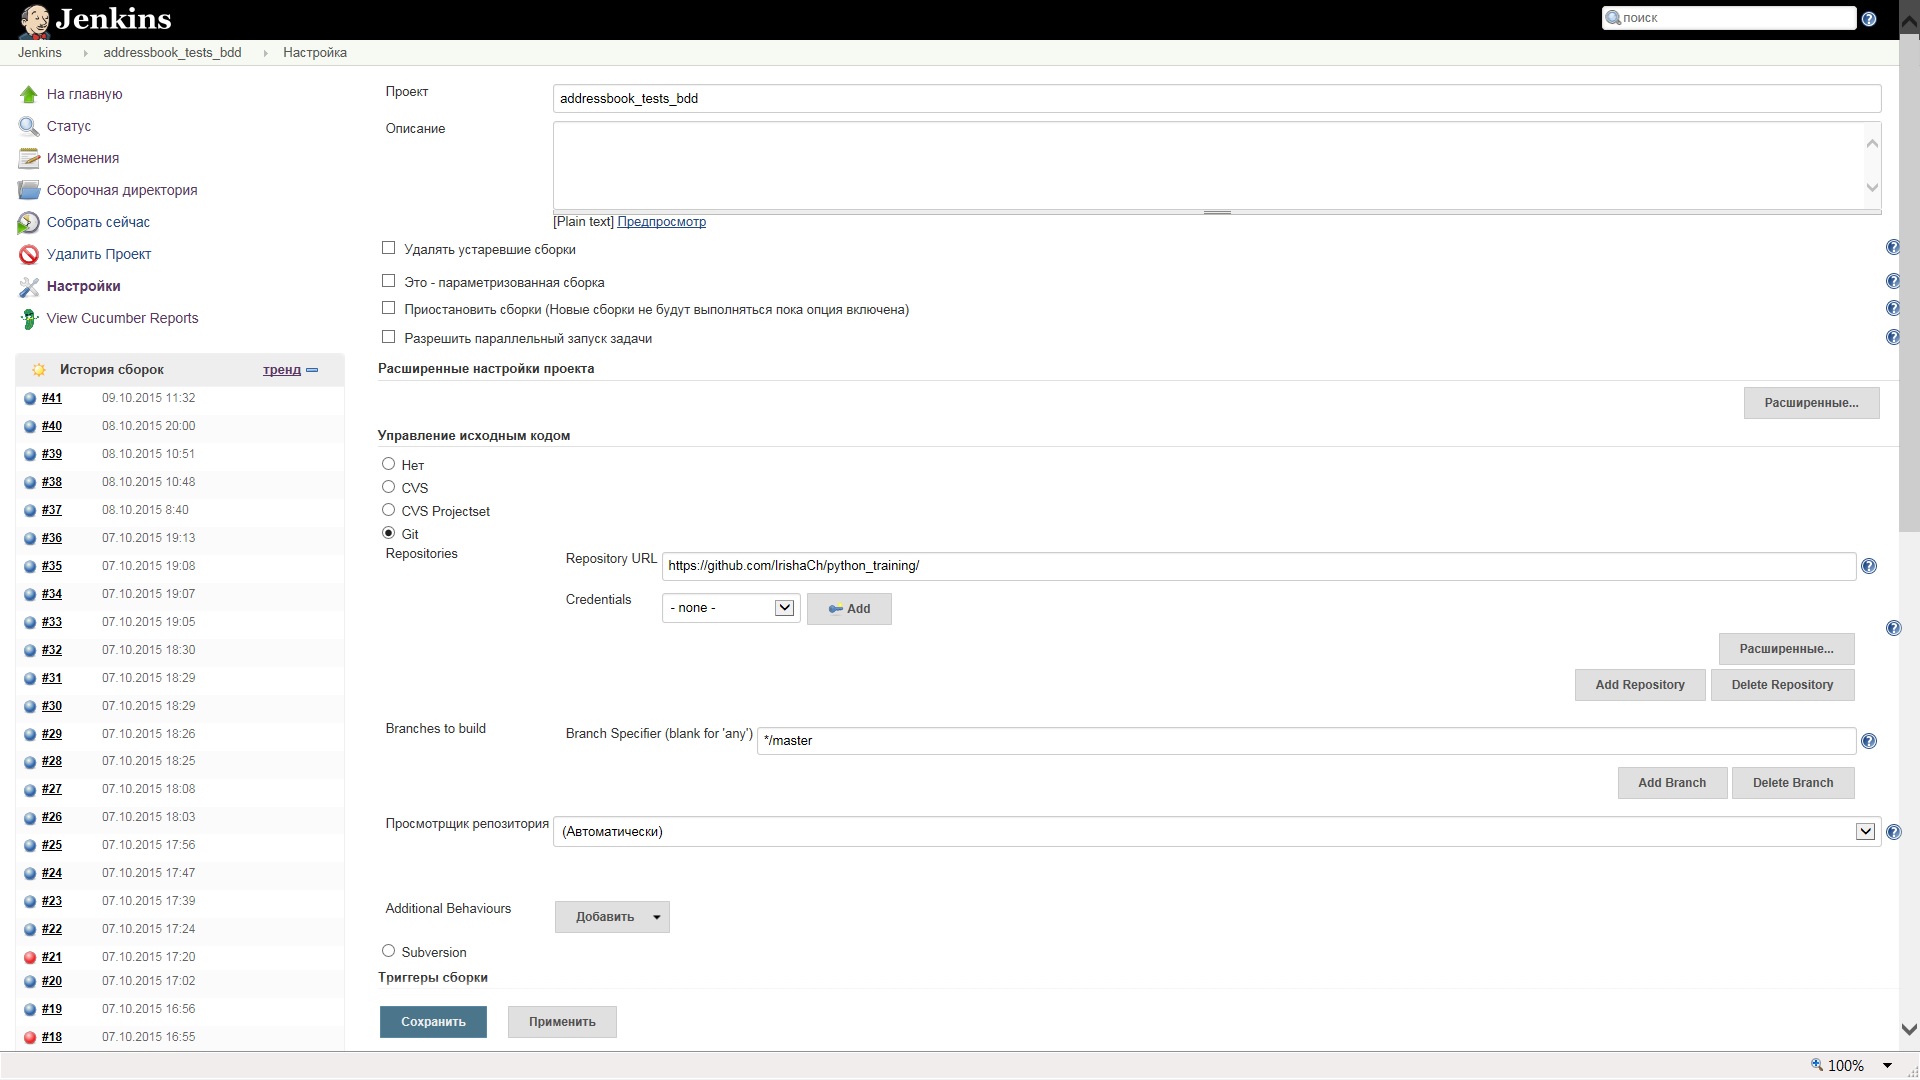 Jenkins
поиск
Jenkins addressbook_tests_bdd Настройка
На главную
Статус
Изменения
Сборочная директория
Собрать сейчас
Удалить Проект
Настройки
View Cucumber Reports
История сборок тренд
#41 09.10.2015 11:32
#40 08.10.2015 20:00
#39 08.10.2015 10:51
#38 08.10.2015 10:48
#37 08.10.2015 8:40
#36 07.10.2015 19:13
#35 07.10.2015 19:08
#34 07.10.2015 19:07
#33 07.10.2015 19:05
#32 07.10.2015 18:30
#31 07.10.2015 18:29
#30 07.10.2015 18:29
#29 07.10.2015 18:26
#28 07.10.2015 18:25
#27 07.10.2015 18:08
#26 07.10.2015 18:03
#25 07.10.2015 17:56
#24 07.10.2015 17:47
#23 07.10.2015 17:39
#22 07.10.2015 17:24
#21 07.10.2015 17:20
#20 07.10.2015 17:02
#19 07.10.2015 16:56
#18 07.10.2015 16:55
Проект addressbook_tests_bdd
Описание
[Plain text] Предпросмотр
Удалять устаревшие сборки
Это - параметризованная сборка
Приостановить сборки (Новые сборки не будут выполняться пока опция включена)
Разрешить параллельный запуск задачи
Расширенные настройки проекта
Расширенные...
Управление исходным кодом
Нет
CVS
CVS Projectset
Git
Repositories
Repository URL https://github.com/IrishaCh/python_training/
Credentials - none - Add
Расширенные...
Add Repository Delete Repository
Branches to build Branch Specifier (blank for 'any') */master
Add Branch Delete Branch
Просмотрщик репозитория (Автоматически)
Additional Behaviours Добавить
Subversion
Триггеры сборки
Сохранить Применить
100%